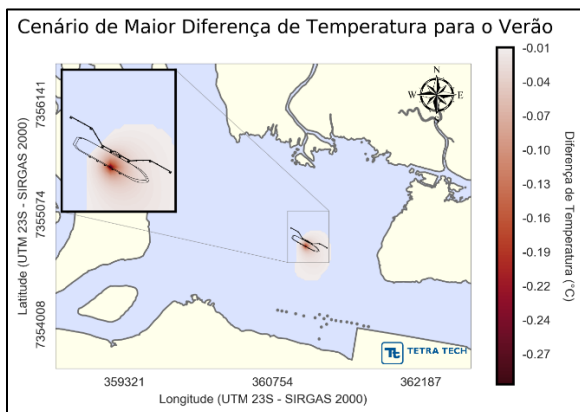 Cenário de Maior Diferença de Temperatura para o Verão
N
W
E
S
7356141
7355074
7354008
Latitude (UTM 23S - SIRGAS 2000)
359321
360754
362187
Longitude (UTM 23S - SIRGAS 2000)
Tt TETRA TECH
-0.01
-0.04
-0.07
-0.10
-0.13
-0.16
-0.19
-0.22
-0.24
-0.27
Diferença de Temperatura (°C)